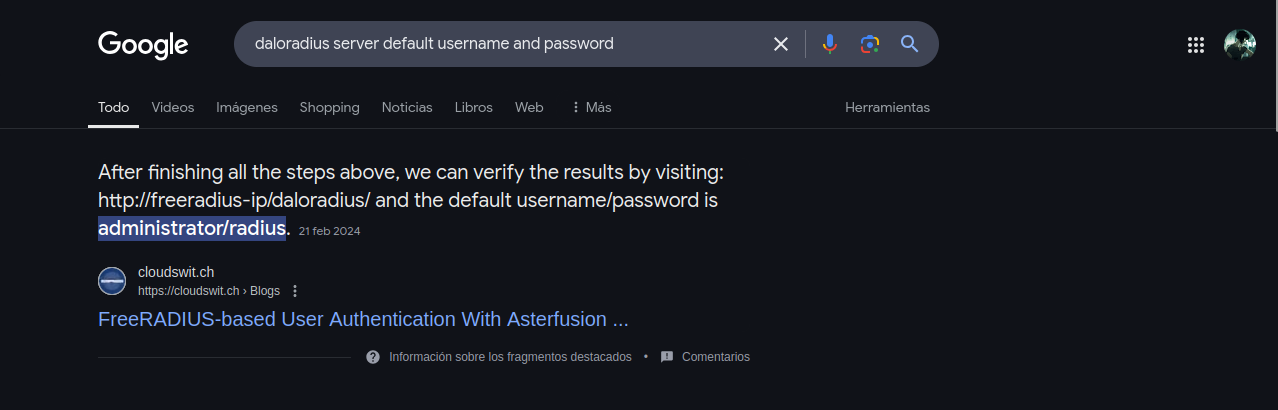 Google
daloradius server default username and password
Todo Videos Imágenes Shopping Noticias Libros Web Más Herramientas
After finishing all the steps above, we can verify the results by visiting:
http://freeradius-ip/daloradius/ and the default username/password is
administrator/radius. 21 feb 2024
cloudswit.ch
https://cloudswit.ch › Blogs
FreeRADIUS-based User Authentication With Asterfusion ...
Información sobre los fragmentos destacados • Comentarios